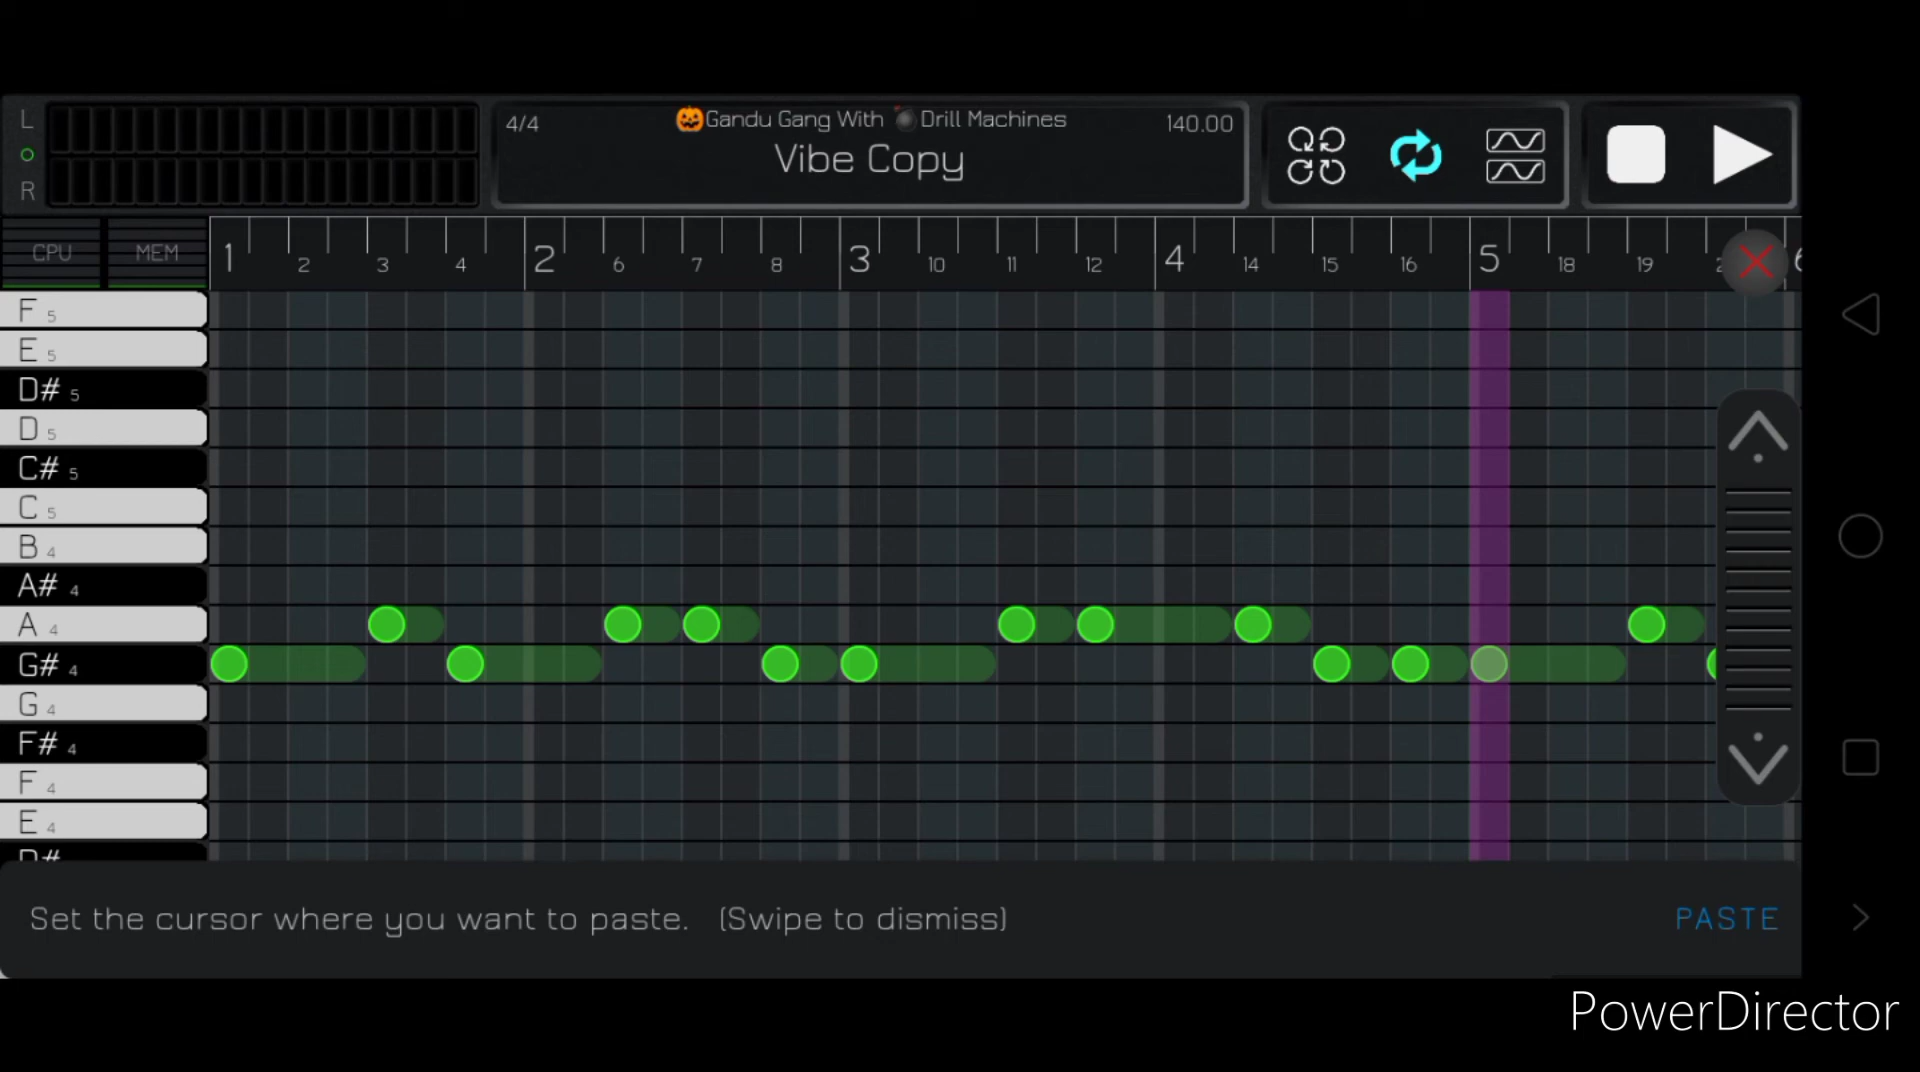 L
R
4/4
🎃Gandu Gang With 💣Drill Machines
140.00
Vibe Copy
CPU
MEM
1 2 3 4 2 6 7 8 3 10 11 12 4 14 15 16 5 18 19
F 5
E 5
D# 5
D 5
C# 5
C 5
B 4
A# 4
A 4
G# 4
G 4
F# 4
F 4
E 4
D#
Set the cursor where you want to paste. (Swipe to dismiss)
PASTE
PowerDirector